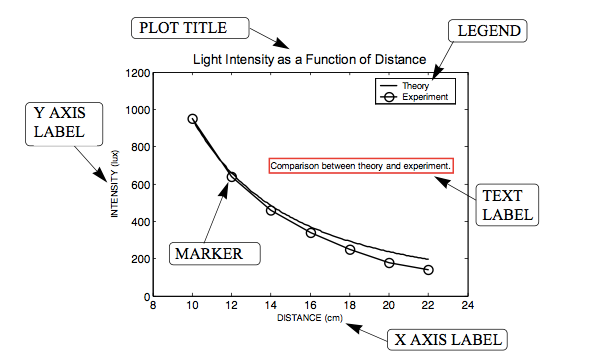 PLOT TITLE
LEGEND
Light Intensity as a Function of Distance
1200
1000
800
600
400
200
0
Theory
Experiment
Y AXIS
LABEL
INTENSITY (lux)
Comparison between theory and experiment.
TEXT
LABEL
MARKER
8 10 12 14 16 18 20 22 24
DISTANCE (cm)
X AXIS LABEL